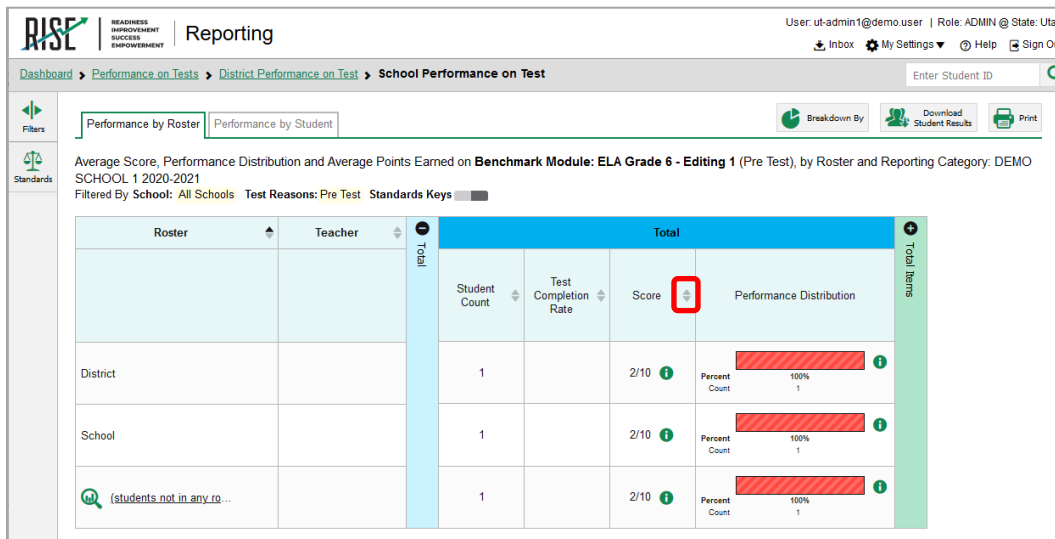 RISE
READINESS
IMPROVEMENT
SUCCESS
EMPOWERMENT
Reporting
User: ut-admin1@demo.user | Role: ADMIN @ State: Uta
Inbox My Settings ▼ Help Sign O
Dashboard > Performance on Tests > District Performance on Test > School Performance on Test
Enter Student ID
Filters
Standards
Performance by Roster
Performance by Student
Breakdown By
Download
Student Results
Print
Average Score, Performance Distribution and Average Points Earned on Benchmark Module: ELA Grade 6 - Editing 1 (Pre Test), by Roster and Reporting Category: DEMO
SCHOOL 1 2020-2021
Filtered By School: All Schools Test Reasons: Pre Test Standards Keys
Roster
Teacher
Total
Total
Total Items
Student
Count
Test
Completion
Rate
Score
Performance Distribution
District
1
2/10
Percent 100%
Count 1
School
1
2/10
Percent 100%
Count 1
(students not in any ro...
1
2/10
Percent 100%
Count 1